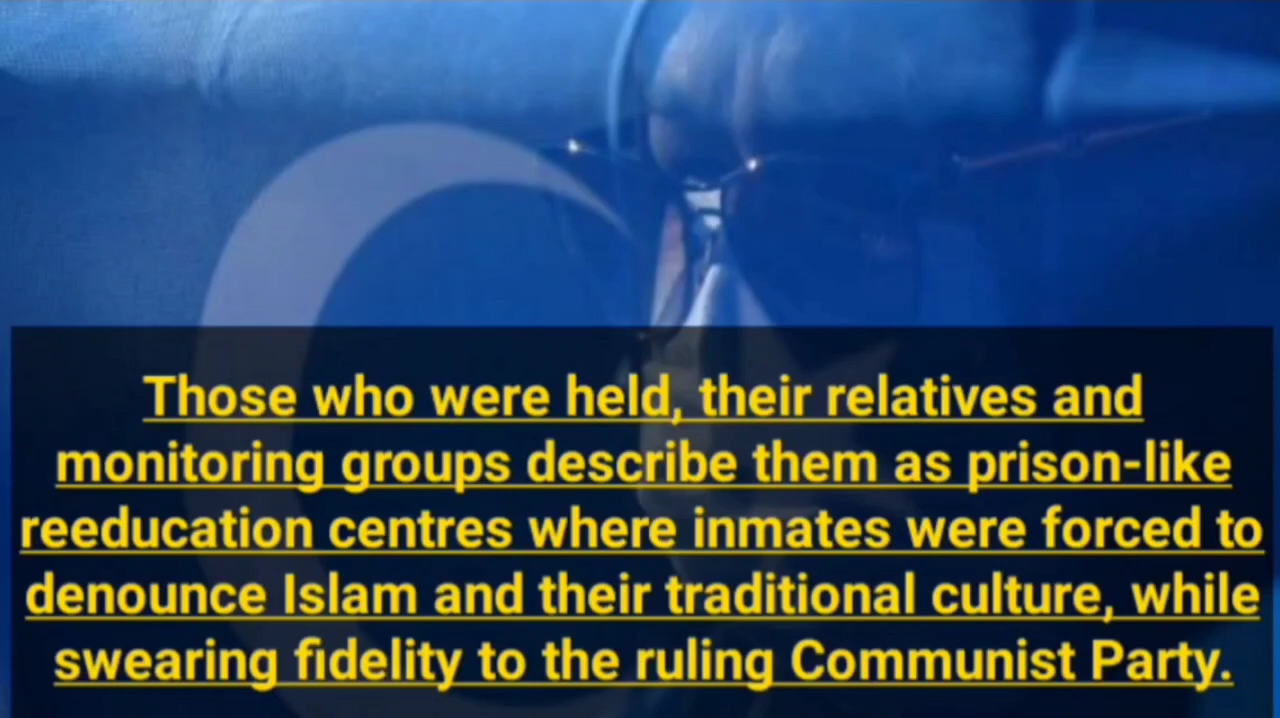 Those who were held, their relatives and
monitoring groups describe them as prison-like
reeducation centres where inmates were forced to
denounce Islam and their traditional culture, while
swearing fidelity to the ruling Communist Party.